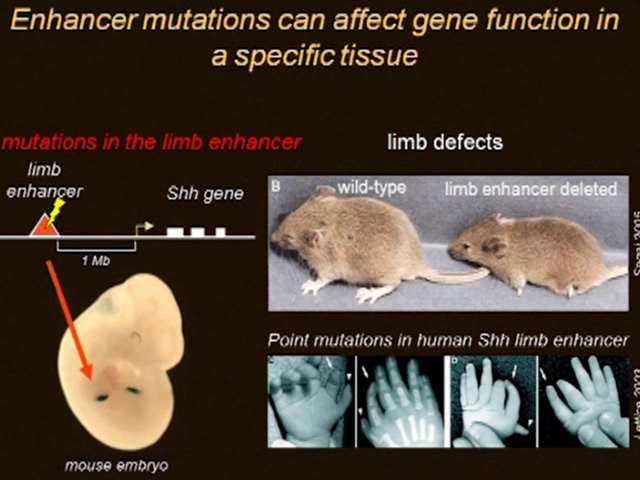 Enhancer mutations can affect gene function in
a specific tissue
mutations in the limb enhancer
limb defects
limb
enhancer
Shh gene
1 Mb
mouse embryo
B
wild-type
limb enhancer deleted
Point mutations in human Shh limb enhancer
b